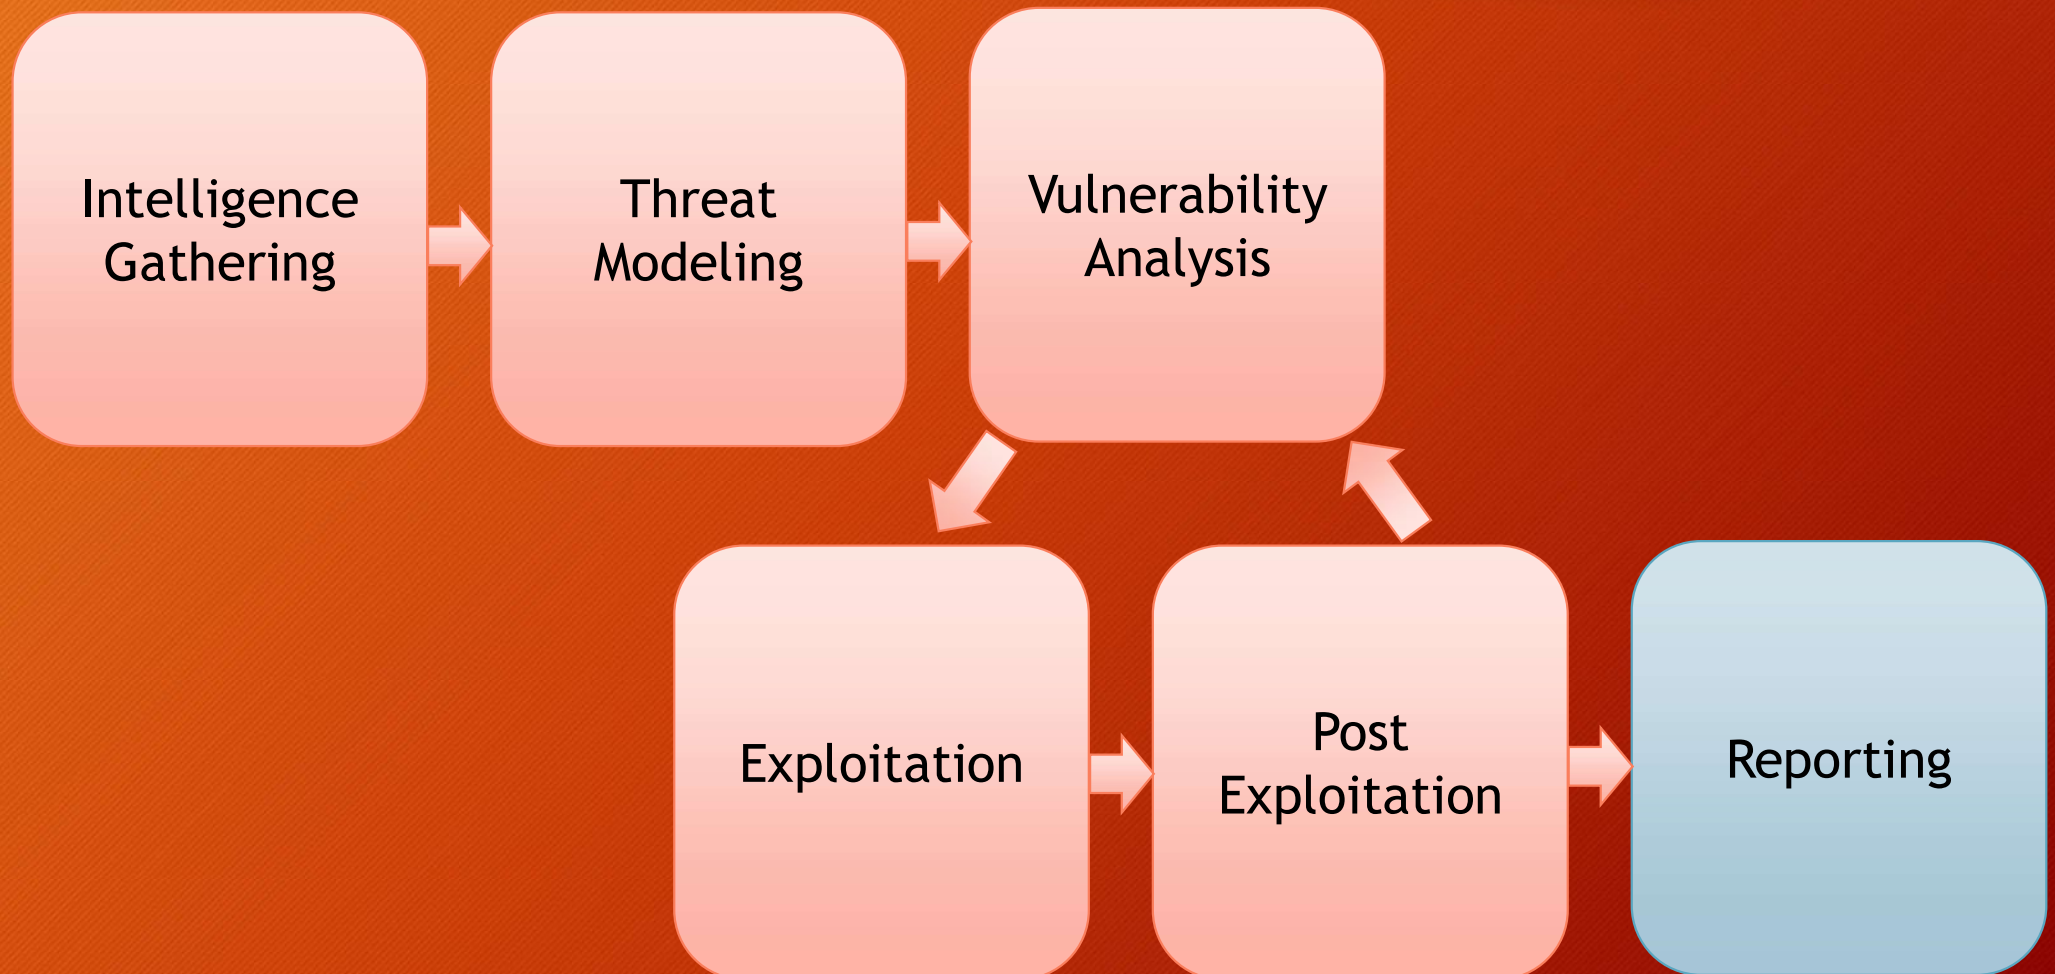 Intelligence
Gathering
Threat
Modeling
Vulnerability
Analysis
Exploitation
Post
Exploitation
Reporting